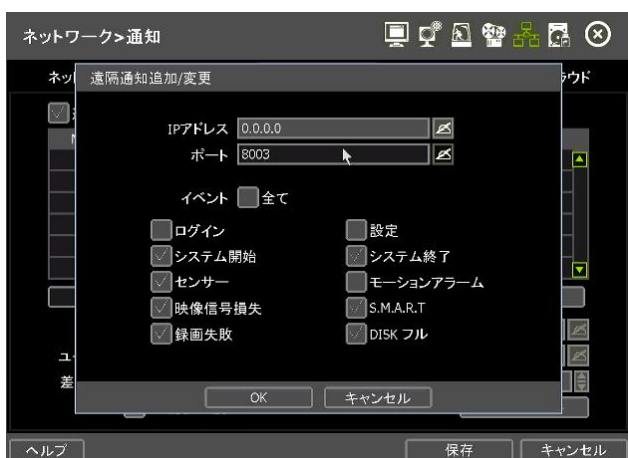 ネットワーク>通知
ネッ
遠隔通知追加/変更
ウド
IPアドレス 0.0.0.0
ポート 8003
イベント 全て
ログイン 設定
システム開始 システム終了
センサー モーションアラーム
映像信号損失 S.M.A.R.T
録画失敗 DISK フル
ユー
差
OK キャンセル
ヘルプ 保存 キャンセル